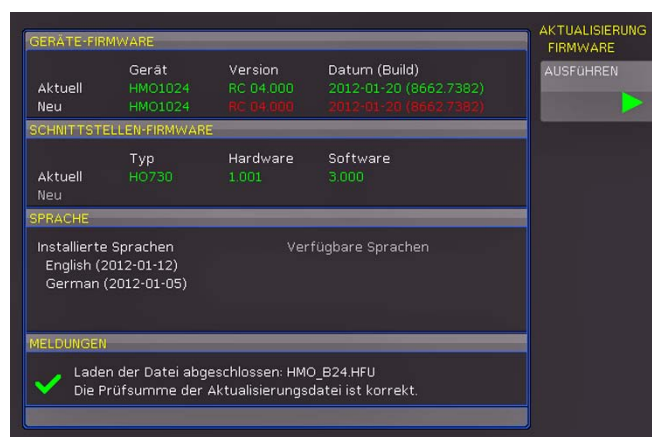 GERÄTE-FIRMWARE
Gerät Version Datum (Build)
Aktuell HMO1024 RC 04.000 2012-01-20 (8662.7382)
Neu HMO1024 RC 04.000 2012-01-20 (8662.7382)
SCHNITTSTELLEN-FIRMWARE
Typ Hardware Software
Aktuell HO730 1.001 3.000
Neu
SPRACHE
Installierte Sprachen Verfügbare Sprachen
English (2012-01-12)
German (2012-01-05)
MELDUNGEN
Laden der Datei abgeschlossen: HMO_B24.HFU
Die Prüfsumme der Aktualisierungsdatei ist korrekt.
AKTUALISIERUNG
FIRMWARE
AUSFüHREN